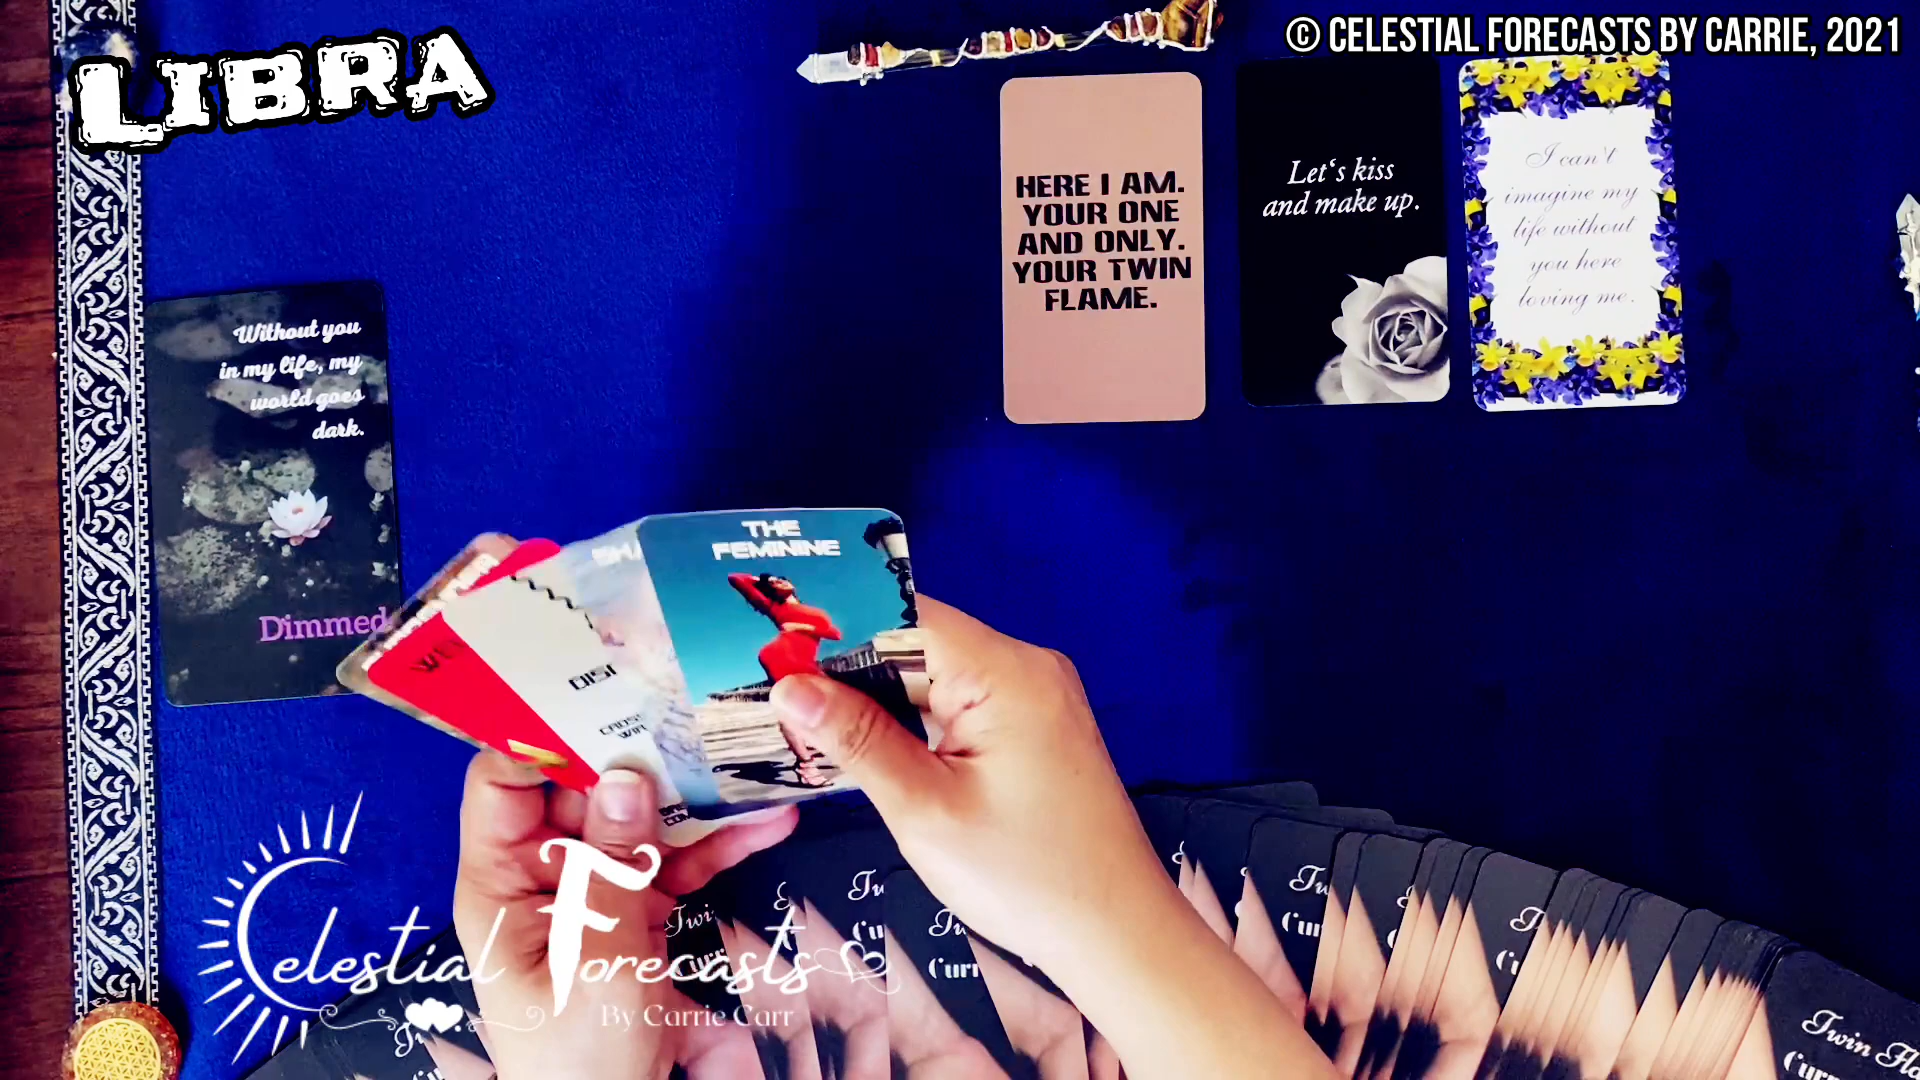 LIBRA
© CELESTIAL FORECASTS BY CARRIE, 2021
HERE I AM.
YOUR ONE
AND ONLY.
YOUR TWIN
FLAME.
Let's kiss
and make up.
I can't
imagine my
life without
you here
loving me.
Without you
in my life, my
world goes
dark.
Dimmed
THE
FEMININE
Celestial Forecasts
By Carrie Carr
Twin